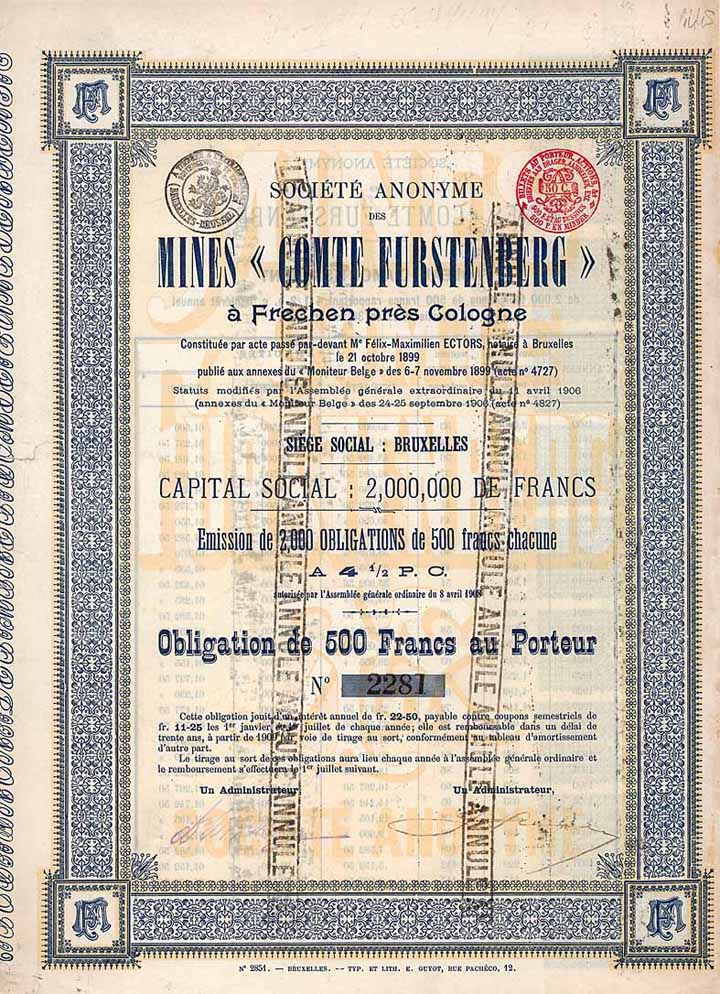 SOCIÉTÉ ANONYME
DES
MINES « COMTE FURSTENBERG »
à Frechen près Cologne
Constituée par acte passé par-devant Me Félix-Maximilien ECTORS, notaire à Bruxelles
le 21 octobre 1899
publié aux annexes du « Moniteur Belge » des 6-7 novembre 1899 (acte no 4727)
Statuts modifiés par l'Assemblée générale extraordinaire du 11 avril 1906
(annexes du « Moniteur Belge » des 24-25 septembre 1906 (acte no 4827)
SIÈGE SOCIAL : BRUXELLES
CAPITAL SOCIAL : 2,000,000 DE FRANCS
Emission de 2,000 OBLIGATIONS de 500 francs chacune
A 4 1/2 P. C.
autorisée par l'Assemblée générale ordinaire du 8 avril 1908
Obligation de 500 Francs au Porteur
No 2281
Cette obligation jouit d'un intérêt annuel de fr. 22-50, payable contre coupons semestriels de
fr. 11-25 les 1er janvier et 1er juillet de chaque année; elle est remboursable dans un délai de
trente ans, à partir de par voie de tirage au sort, conformément au tableau d'amortissement
d'autre part.
Le tirage au sort de ces obligations aura lieu chaque année à l'assemblée générale ordinaire et
le remboursement s'effectuera le 1er juillet suivant.
Un Administrateur,
Un Administrateur,
ANNULE ANNULE ANNULE ANNULE
ANNULE ANNULE ANNULE ANNULE
No 2851. — BRUXELLES. — TYP. ET LITH. E. GUYOT, RUE PACHÉCO, 12.